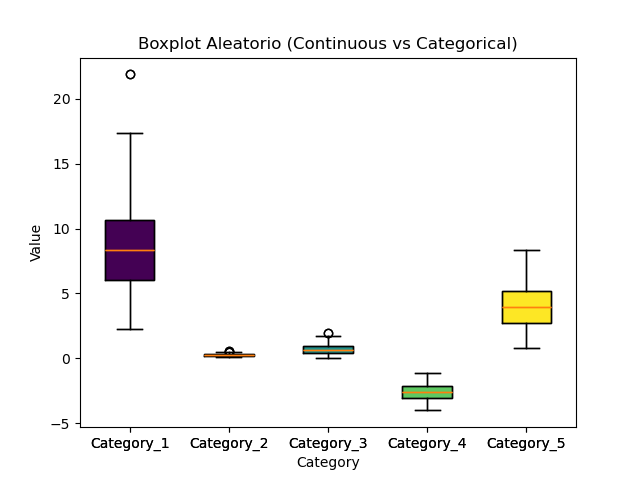 Boxplot Aleatorio (Continuous vs Categorical)
Value
20
15
10
5
0
−5
Category_1 Category_2 Category_3 Category_4 Category_5
Category